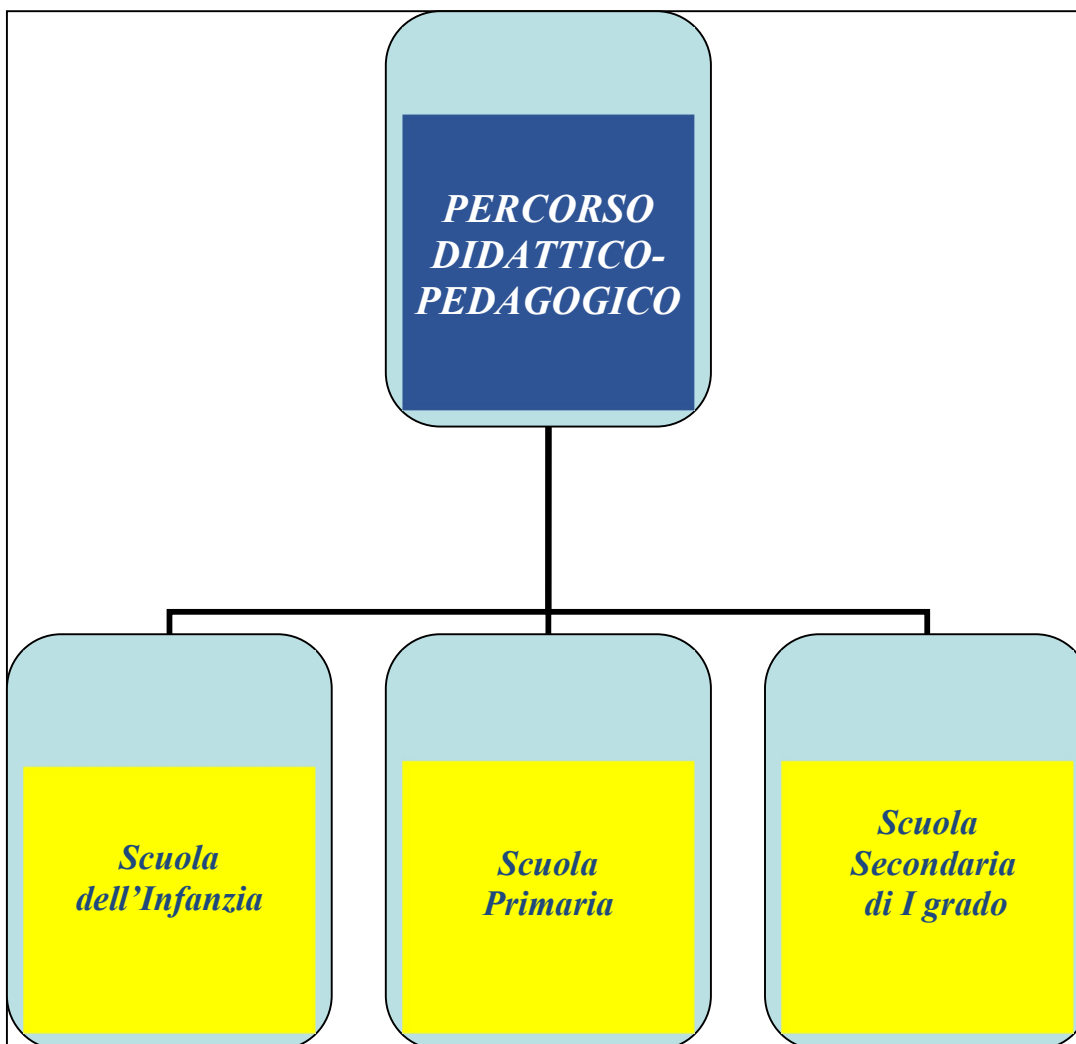 PERCORSO
DIDATTICO-
PEDAGOGICO
Scuola
dell’Infanzia
Scuola
Primaria
Scuola
Secondaria
di I grado